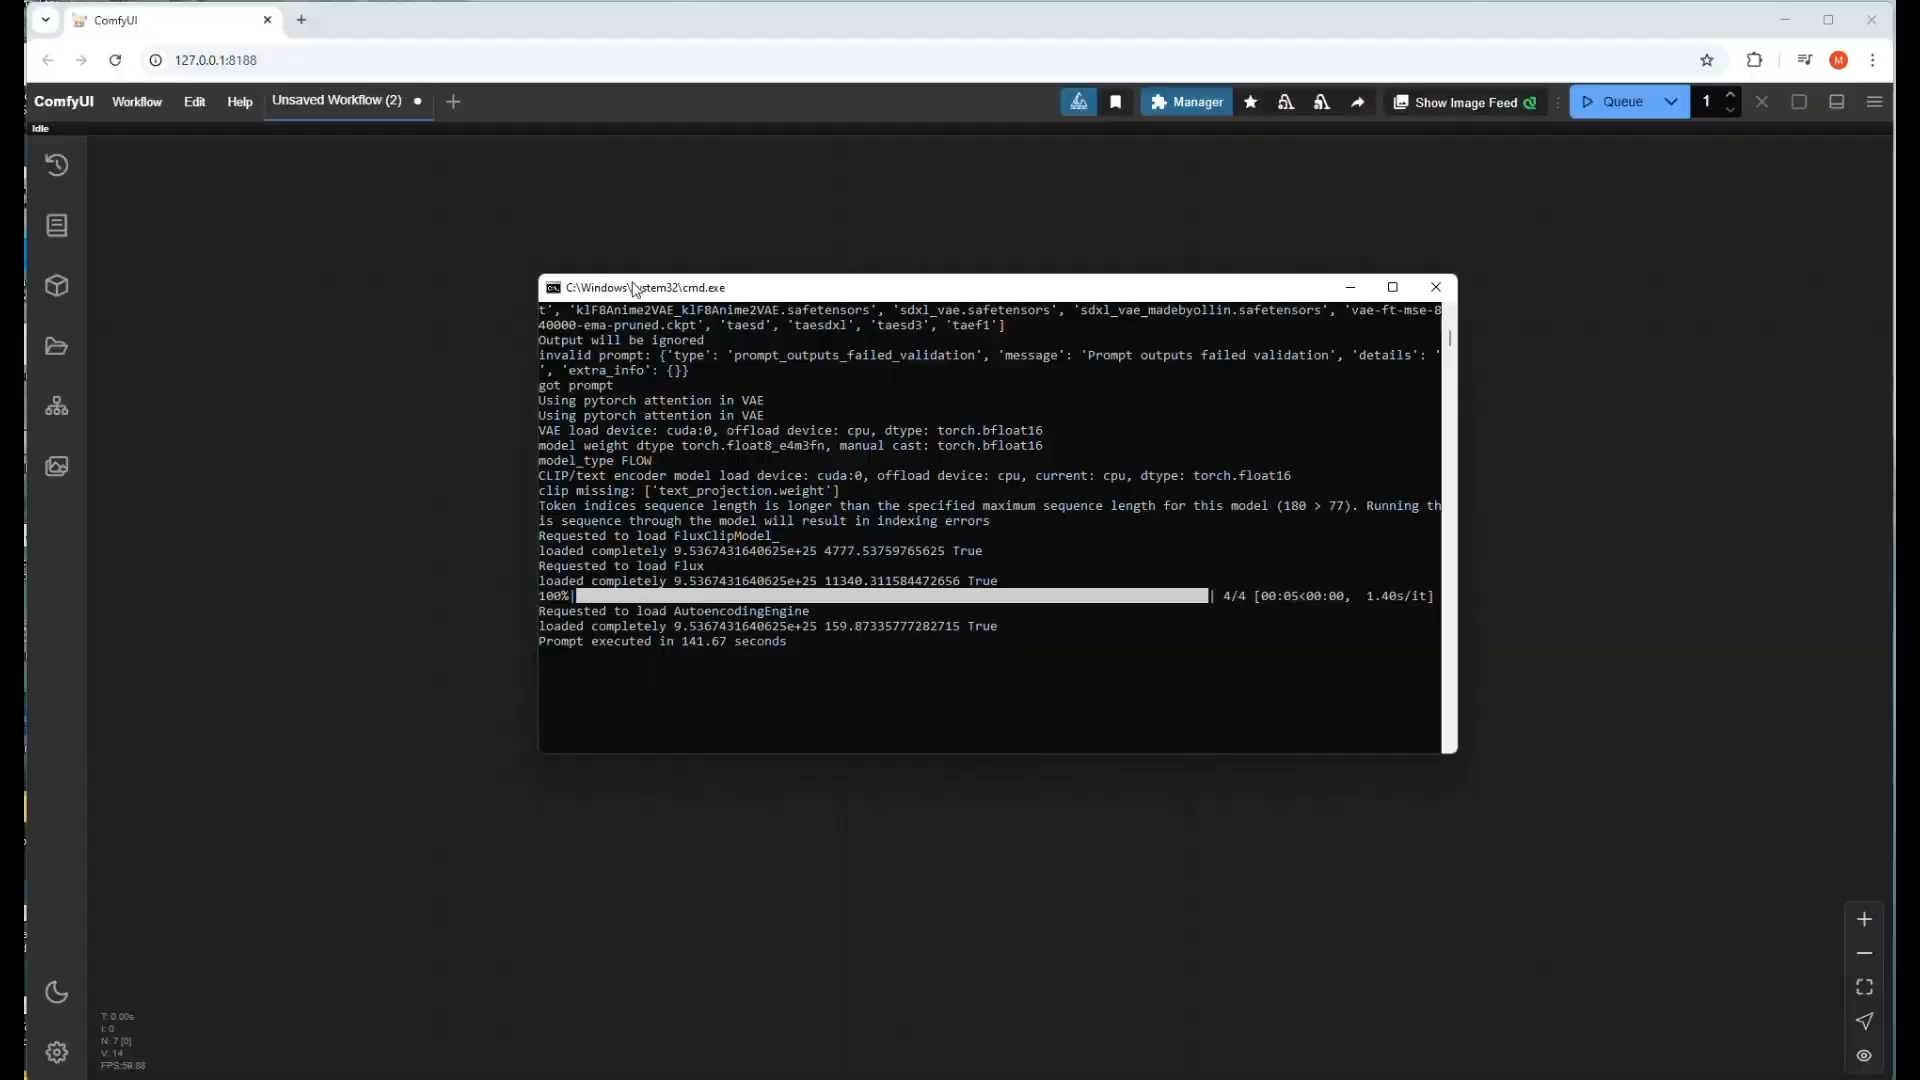 ComfyUI
127.0.0.1:8188
M
ComfyUI Workflow Edit Help Unsaved Workflow (2) Manager Show Image Feed Queue 1
Idle
C:\Windows\System32\cmd.exe
t', 'klF8Anime2VAE_klF8Anime2VAE.safetensors', 'sdxl_vae.safetensors', 'sdxl_vae_madebyollin.safetensors', 'vae-ft-mse-8
40000-ema-pruned.ckpt', 'taesd', 'taesdxl', 'taesd3', 'taef1']
Output will be ignored
invalid prompt: {'type': 'prompt_outputs_failed_validation', 'message': 'Prompt outputs failed validation', 'details': '
', 'extra_info': {}}
got prompt
Using pytorch attention in VAE
Using pytorch attention in VAE
VAE load device: cuda:0, offload device: cpu, dtype: torch.bfloat16
model weight dtype torch.float8_e4m3fn, manual cast: torch.bfloat16
model_type FLOW
CLIP/text encoder model load device: cuda:0, offload device: cpu, current: cpu, dtype: torch.float16
clip missing: ['text_projection.weight']
Token indices sequence length is longer than the specified maximum sequence length for this model (180 > 77). Running th
is sequence through the model will result in indexing errors
Requested to load FluxClipModel_
loaded completely 9.5367431640625e+25 4777.53759765625 True
Requested to load Flux
loaded completely 9.5367431640625e+25 11340.311584472656 True
100%| | 4/4 [00:05<00:00, 1.40s/it]
Requested to load AutoencodingEngine
loaded completely 9.5367431640625e+25 159.87335777282715 True
Prompt executed in 141.67 seconds
T: 0.00s
I: 0
N: 7 [0]
V: 14
FPS:59.88